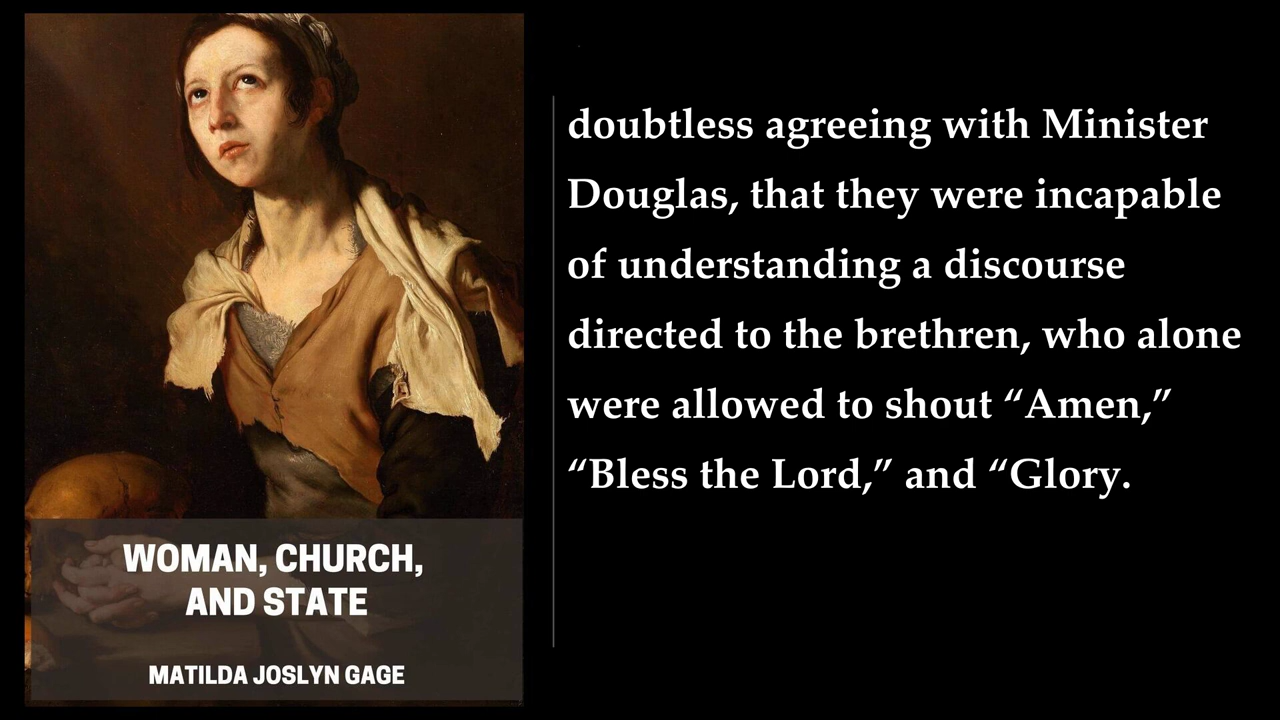 doubtless agreeing with Minister
Douglas, that they were incapable
of understanding a discourse
directed to the brethren, who alone
were allowed to shout “Amen,”
“Bless the Lord,” and “Glory.
WOMAN, CHURCH,
AND STATE
MATILDA JOSLYN GAGE